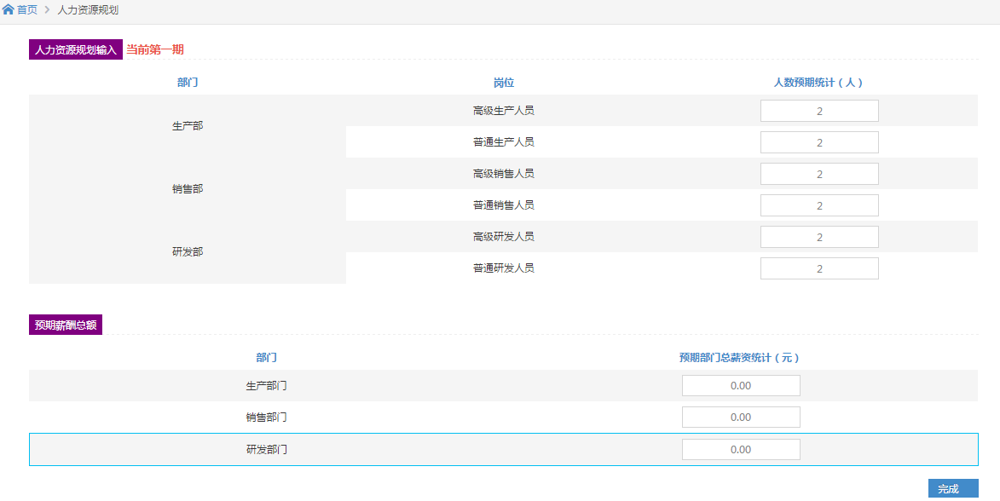 首页 > 人力资源规划
人力资源规划输入 当前第一期
部门 岗位 人数预期统计（人）
生产部 高级生产人员 2
普通生产人员 2
销售部 高级销售人员 2
普通销售人员 2
研发部 高级研发人员 2
普通研发人员 2
预期薪酬总额
部门 预期部门总薪资统计（元）
生产部门 0.00
销售部门 0.00
研发部门 0.00
完成